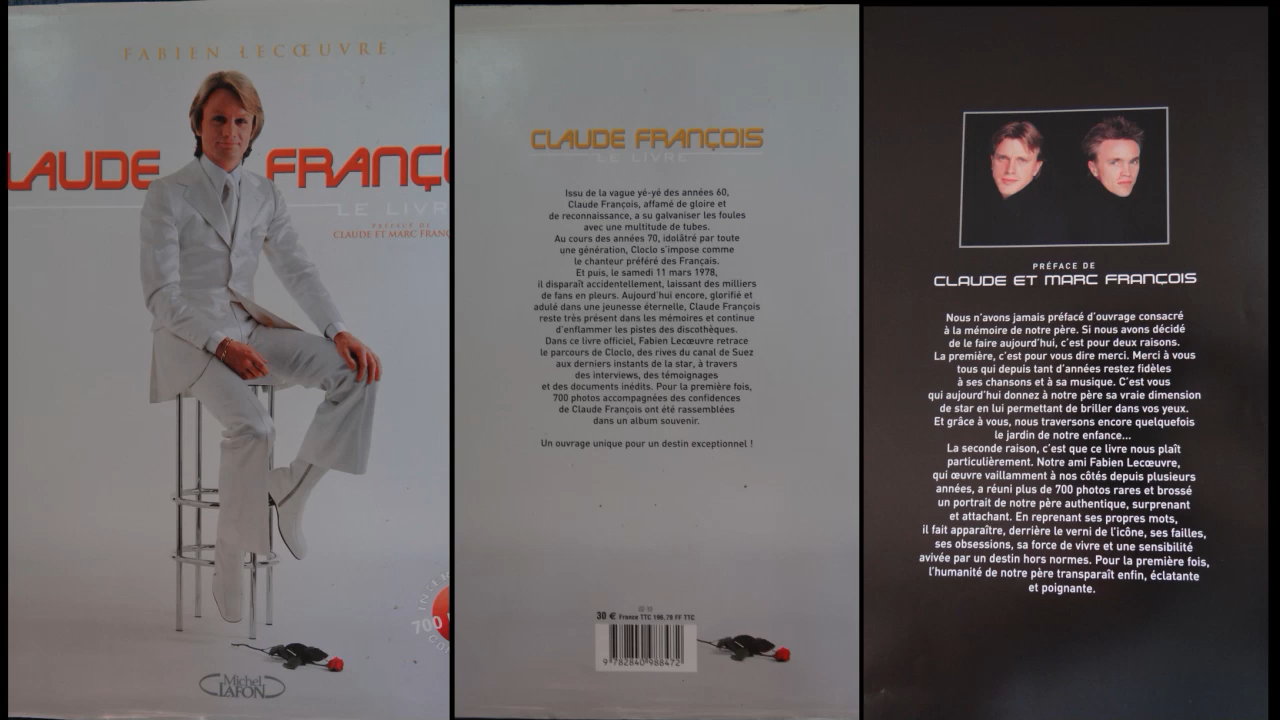 FABIEN LECŒUVRE
LAUDE FRANÇO
LE LIVR
PRÉFACE DE
CLAUDE ET MARC FRANÇ
700
Michel
LAFON
CLAUDE FRANÇOIS
LE LIVRE
Issu de la vague yé-yé des années 60,
Claude François, affamé de gloire et
de reconnaissance, a su galvaniser les foules
avec une multitude de tubes.
Au cours des années 70, idolâtré par toute
une génération, Cloclo s'impose comme
le chanteur préféré des Français.
Et puis, le samedi 11 mars 1978,
il disparaît accidentellement, laissant des milliers
de fans en pleurs. Aujourd'hui encore, glorifié et
adulé dans une jeunesse éternelle, Claude François
reste très présent dans les mémoires et continue
d'enflammer les pistes des discothèques.
Dans ce livre officiel, Fabien Lecœuvre retrace
le parcours de Cloclo, des rives du canal de Suez
aux derniers instants de la star, à travers
des interviews, des témoignages
et des documents inédits. Pour la première fois,
700 photos accompagnées des confidences
de Claude François ont été rassemblées
dans un album souvenir.
Un ouvrage unique pour un destin exceptionnel !
30 € France TTC 196,79 FF TTC
9 782840 988472
PRÉFACE DE
CLAUDE ET MARC FRANÇOIS
Nous n'avons jamais préfacé d'ouvrage consacré
à la mémoire de notre père. Si nous avons décidé
de le faire aujourd'hui, c'est pour deux raisons.
La première, c'est pour vous dire merci. Merci à vous
tous qui depuis tant d'années restez fidèles
à ses chansons et à sa musique. C'est vous
qui aujourd'hui donnez à notre père sa vraie dimension
de star en lui permettant de briller dans vos yeux.
Et grâce à vous, nous traversons encore quelquefois
le jardin de notre enfance...
La seconde raison, c'est que ce livre nous plaît
particulièrement. Notre ami Fabien Lecœuvre,
qui œuvre vaillamment à nos côtés depuis plusieurs
années, a réuni plus de 700 photos rares et brossé
un portrait de notre père authentique, surprenant
et attachant. En reprenant ses propres mots,
il fait apparaître, derrière le verni de l'icône, ses failles,
ses obsessions, sa force de vivre et une sensibilité
avivée par un destin hors normes. Pour la première fois,
l'humanité de notre père transparaît enfin, éclatante
et poignante.